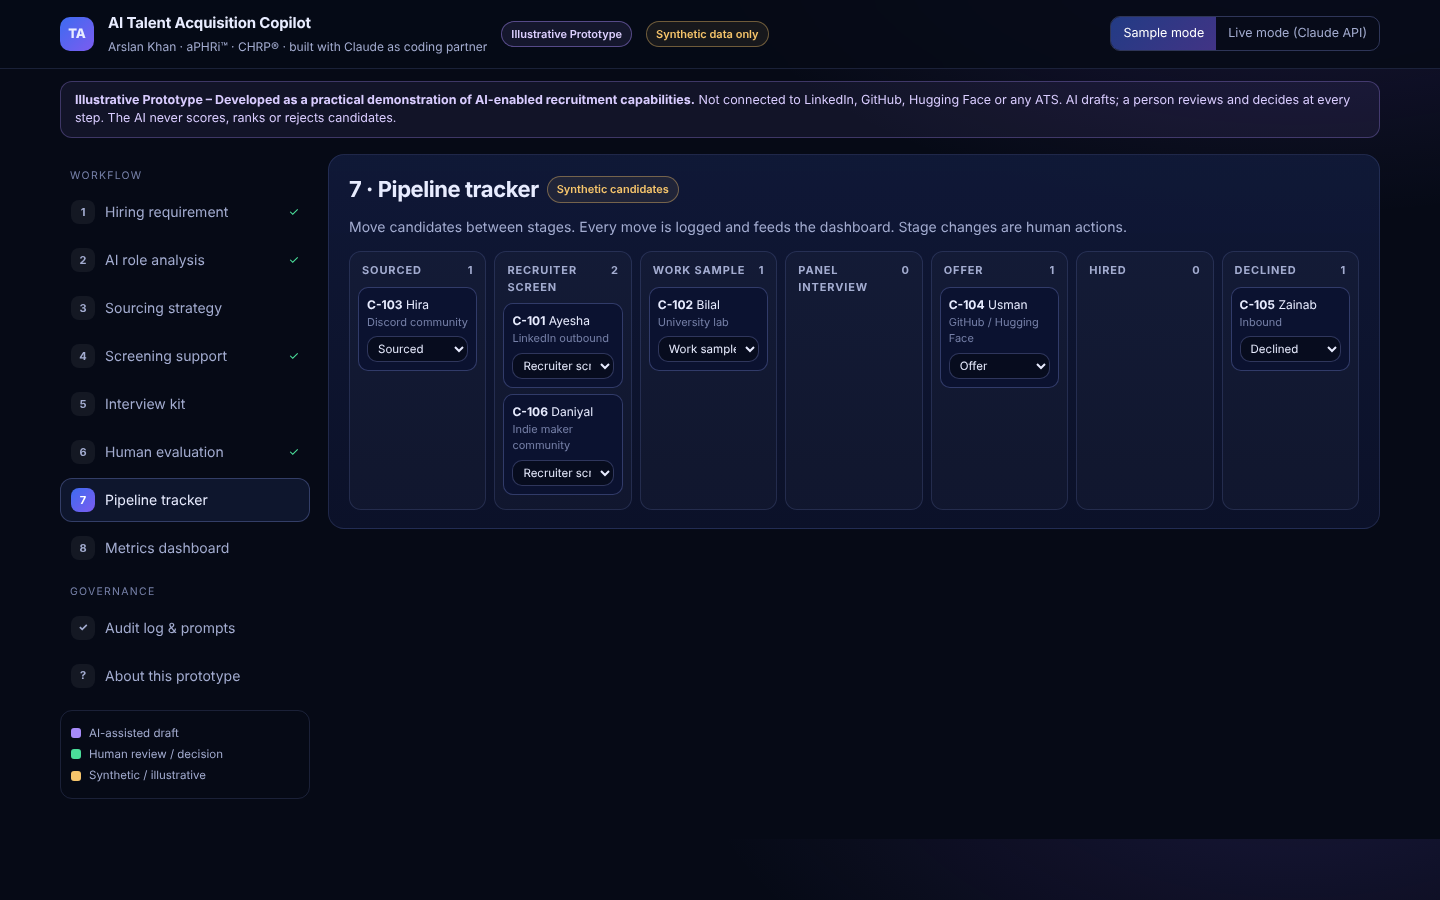 TA
AI Talent Acquisition Copilot
Arslan Khan · aPHRi™ · CHRP® · built with Claude as coding partner
Illustrative Prototype
Synthetic data only
Sample mode
Live mode (Claude API)
Illustrative Prototype – Developed as a practical demonstration of AI-enabled recruitment capabilities. Not connected to LinkedIn, GitHub, Hugging Face or any ATS. AI drafts; a person reviews and decides at every
step. The AI never scores, ranks or rejects candidates.
WORKFLOW
1 Hiring requirement ✓
2 AI role analysis ✓
3 Sourcing strategy
4 Screening support ✓
5 Interview kit
6 Human evaluation ✓
7 Pipeline tracker
8 Metrics dashboard
GOVERNANCE
✓ Audit log & prompts
? About this prototype
AI-assisted draft
Human review / decision
Synthetic / illustrative
7 · Pipeline tracker
Synthetic candidates
Move candidates between stages. Every move is logged and feeds the dashboard. Stage changes are human actions.
SOURCED 1
C-103 Hira
Discord community
Sourced
RECRUITER 2
SCREEN
C-101 Ayesha
LinkedIn outbound
Recruiter scr
C-106 Daniyal
Indie maker
community
Recruiter scr
WORK SAMPLE 1
C-102 Bilal
University lab
Work sample
PANEL 0
INTERVIEW
OFFER 1
C-104 Usman
GitHub / Hugging
Face
Offer
HIRED 0
DECLINED 1
C-105 Zainab
Inbound
Declined